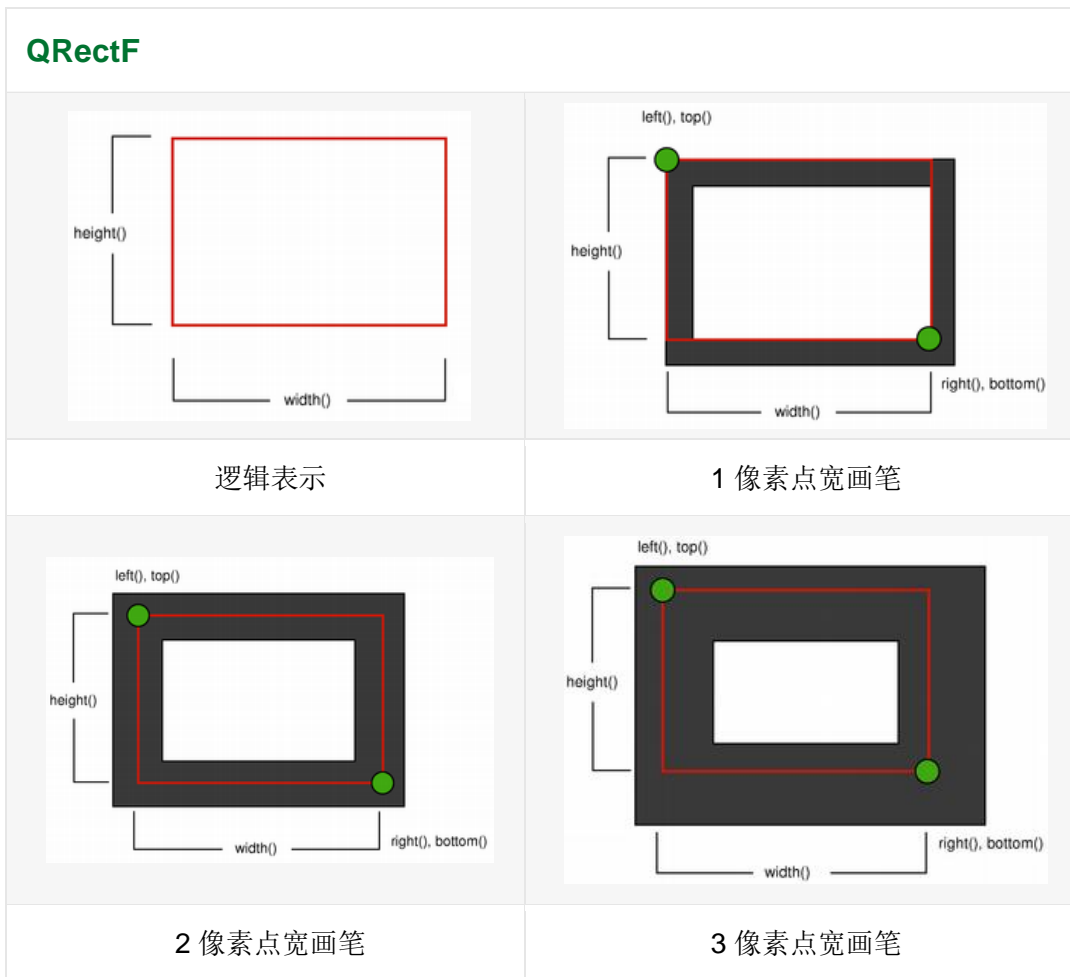 QRectF
height()
width()
left(), top()
height()
width()
right(), bottom()
逻辑表示
1 像素点宽画笔
left(), top()
height()
width()
right(), bottom()
left(), top()
height()
width()
right(), bottom()
2 像素点宽画笔
3 像素点宽画笔